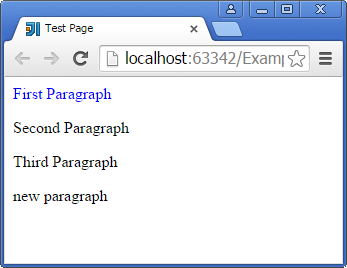 Test Page
localhost:63342/Examp
First Paragraph
Second Paragraph
Third Paragraph
new paragraph